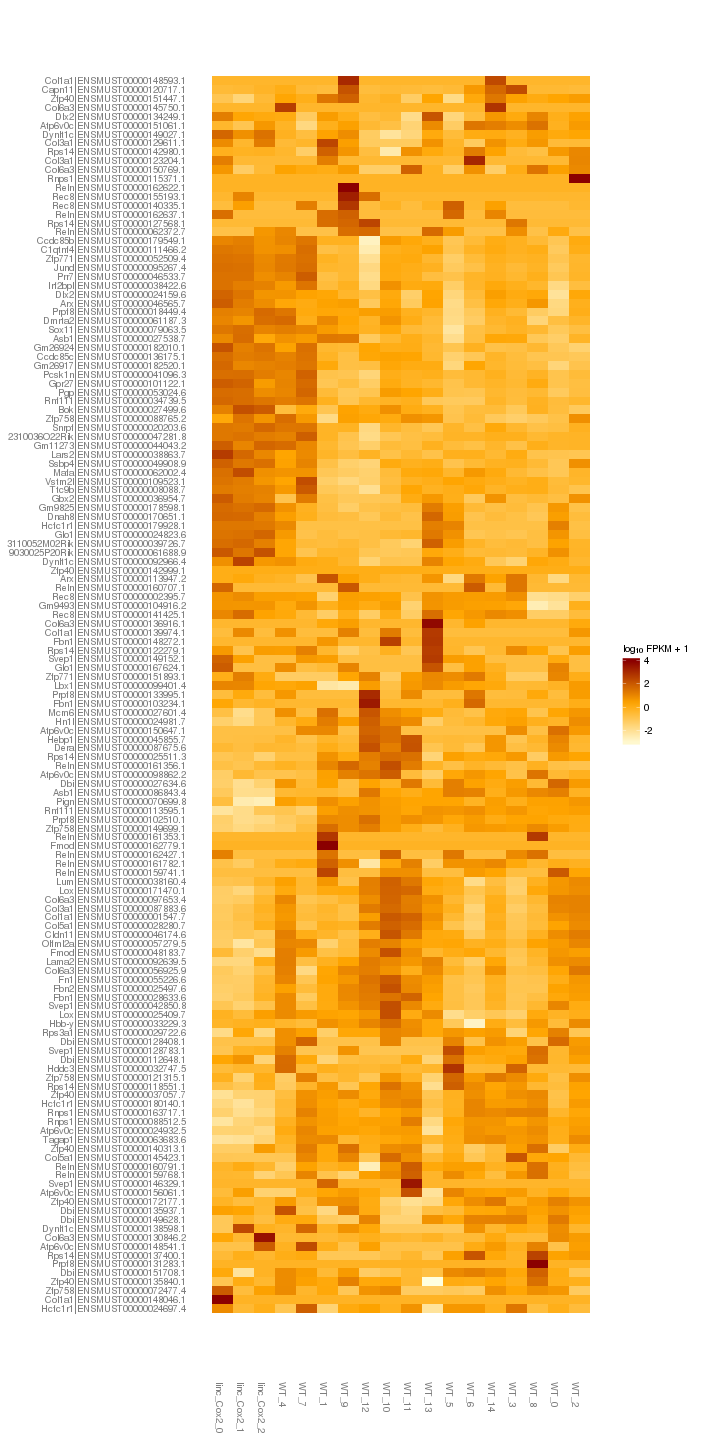 Col1a1|ENSMUST00000148593.1
Capn11|ENSMUST00000120717.1
Zfp40|ENSMUST00000151447.1
Col6a3|ENSMUST00000145750.1
Dlx2|ENSMUST00000134249.1
Atp6v0c|ENSMUST00000151061.1
Dynlt1c|ENSMUST00000149027.1
Col3a1|ENSMUST00000129611.1
Rps14|ENSMUST00000142980.1
Col3a1|ENSMUST00000123204.1
Col6a3|ENSMUST00000150769.1
Rnps1|ENSMUST00000115371.1
Reln|ENSMUST00000162622.1
Rec8|ENSMUST00000155193.1
Rec8|ENSMUST00000140335.1
Reln|ENSMUST00000162637.1
Rps14|ENSMUST00000127568.1
Reln|ENSMUST00000062372.7
Ccdc85b|ENSMUST00000179549.1
C1qtnf4|ENSMUST00000111466.2
Zfp771|ENSMUST00000052509.4
Jund|ENSMUST00000095267.4
Prr7|ENSMUST00000046533.7
Irf2bpl|ENSMUST00000038422.6
Dlx2|ENSMUST00000024159.6
Arx|ENSMUST00000046565.7
Prpf8|ENSMUST00000018449.4
Dmrta2|ENSMUST00000061187.3
Sox11|ENSMUST00000079063.5
Asb1|ENSMUST00000027538.7
Gm26924|ENSMUST00000182010.1
Ccdc85c|ENSMUST00000136175.1
Gm26917|ENSMUST00000182520.1
Pcsk1n|ENSMUST00000041096.3
Gpr27|ENSMUST00000101122.1
Pgp|ENSMUST00000053024.6
Rnf111|ENSMUST00000034739.5
Bok|ENSMUST00000027499.6
Zfp758|ENSMUST00000088765.2
Snrpf|ENSMUST00000020203.6
2310036O22Rik|ENSMUST00000047281.8
Gm11273|ENSMUST00000044043.2
Lars2|ENSMUST00000038863.7
Ssbp4|ENSMUST00000049908.9
Mafa|ENSMUST00000062002.4
Vstm2l|ENSMUST00000109523.1
Ttc9b|ENSMUST00000008088.7
Gbx2|ENSMUST00000036954.7
Gm9825|ENSMUST00000178598.1
Dnah8|ENSMUST00000170651.1
Hcfc1r1|ENSMUST00000179928.1
Glo1|ENSMUST00000024823.6
3110052M02Rik|ENSMUST00000039726.7
9030025P20Rik|ENSMUST00000061688.9
Dynlt1c|ENSMUST00000092966.4
Zfp40|ENSMUST00000142999.1
Arx|ENSMUST00000113947.2
Reln|ENSMUST00000160707.1
Rec8|ENSMUST00000002395.7
Gm9493|ENSMUST00000104916.2
Rec8|ENSMUST00000141425.1
Col6a3|ENSMUST00000136916.1
Col1a1|ENSMUST00000139974.1
Fbn1|ENSMUST00000148272.1
Rps14|ENSMUST00000122279.1
Svep1|ENSMUST00000149152.1
Glo1|ENSMUST00000167624.1
Zfp771|ENSMUST00000151893.1
Lbx1|ENSMUST00000099401.4
Prpf8|ENSMUST00000133995.1
Fbn1|ENSMUST00000103234.1
Mcm6|ENSMUST00000027601.4
Hn1l|ENSMUST00000024981.7
Atp6v0c|ENSMUST00000150647.1
Hebp1|ENSMUST00000045855.7
Dera|ENSMUST00000087675.6
Rps14|ENSMUST00000025511.3
Reln|ENSMUST00000161356.1
Atp6v0c|ENSMUST00000098862.2
Dbi|ENSMUST00000027634.6
Asb1|ENSMUST00000086843.4
Pign|ENSMUST00000070699.8
Rnf111|ENSMUST00000113595.1
Prpf8|ENSMUST00000102510.1
Zfp758|ENSMUST00000149699.1
Reln|ENSMUST00000161353.1
Fmod|ENSMUST00000162779.1
Reln|ENSMUST00000162427.1
Reln|ENSMUST00000161782.1
Reln|ENSMUST00000159741.1
Lum|ENSMUST00000038160.4
Lox|ENSMUST00000171470.1
Col6a3|ENSMUST00000097653.4
Col3a1|ENSMUST00000087883.6
Col1a1|ENSMUST00000001547.7
Col5a1|ENSMUST00000028280.7
Cldn11|ENSMUST00000046174.6
Olfml2a|ENSMUST00000057279.5
Fmod|ENSMUST00000048183.7
Lama2|ENSMUST00000092639.5
Col6a3|ENSMUST00000056925.9
Fn1|ENSMUST00000055226.6
Fbn2|ENSMUST00000025497.6
Fbn1|ENSMUST00000028633.6
Svep1|ENSMUST00000042850.8
Lox|ENSMUST00000025409.7
Hbb-y|ENSMUST00000033229.3
Rps3a1|ENSMUST00000029722.6
Dbi|ENSMUST00000128408.1
Svep1|ENSMUST00000128783.1
Dbi|ENSMUST00000112648.1
Hddc3|ENSMUST00000032747.5
Zfp758|ENSMUST00000121315.1
Rps14|ENSMUST00000118551.1
Zfp40|ENSMUST00000037057.7
Hcfc1r1|ENSMUST00000180140.1
Rnps1|ENSMUST00000163717.1
Rnps1|ENSMUST00000088512.5
Atp6v0c|ENSMUST00000024932.5
Tagap1|ENSMUST00000063683.6
Zfp40|ENSMUST00000140313.1
Col5a1|ENSMUST00000145423.1
Reln|ENSMUST00000160791.1
Reln|ENSMUST00000159768.1
Svep1|ENSMUST00000146329.1
Atp6v0c|ENSMUST00000156061.1
Zfp40|ENSMUST00000172177.1
Dbi|ENSMUST00000135937.1
Dbi|ENSMUST00000149628.1
Dynlt1c|ENSMUST00000138598.1
Col6a3|ENSMUST00000130846.2
Atp6v0c|ENSMUST00000148541.1
Rps14|ENSMUST00000137400.1
Prpf8|ENSMUST00000131283.1
Dbi|ENSMUST00000151708.1
Zfp40|ENSMUST00000135840.1
Zfp758|ENSMUST00000072477.4
Col1a1|ENSMUST00000148046.1
Hcfc1r1|ENSMUST00000024697.4
log10 FPKM + 1
4
2
0
-2
linc_Cox2_0
linc_Cox2_1
linc_Cox2_2
WT_4
WT_7
WT_1
WT_9
WT_12
WT_10
WT_11
WT_13
WT_5
WT_6
WT_14
WT_3
WT_8
WT_0
WT_2